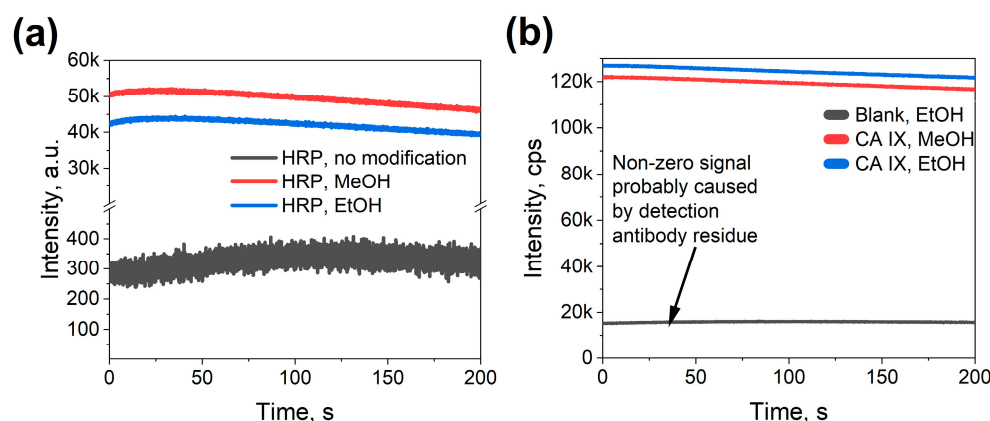 (a)
60k
50k
40k
30k
400
300
200
100
0
50
100
150
200
Intensity, a.u.
Time, s
HRP, no modification
HRP, MeOH
HRP, EtOH
(b)
120k
100k
80k
60k
40k
20k
0
0
50
100
150
200
Intensity, cps
Time, s
Blank, EtOH
CA IX, MeOH
CA IX, EtOH
Non-zero signal
probably caused
by detection
antibody residue